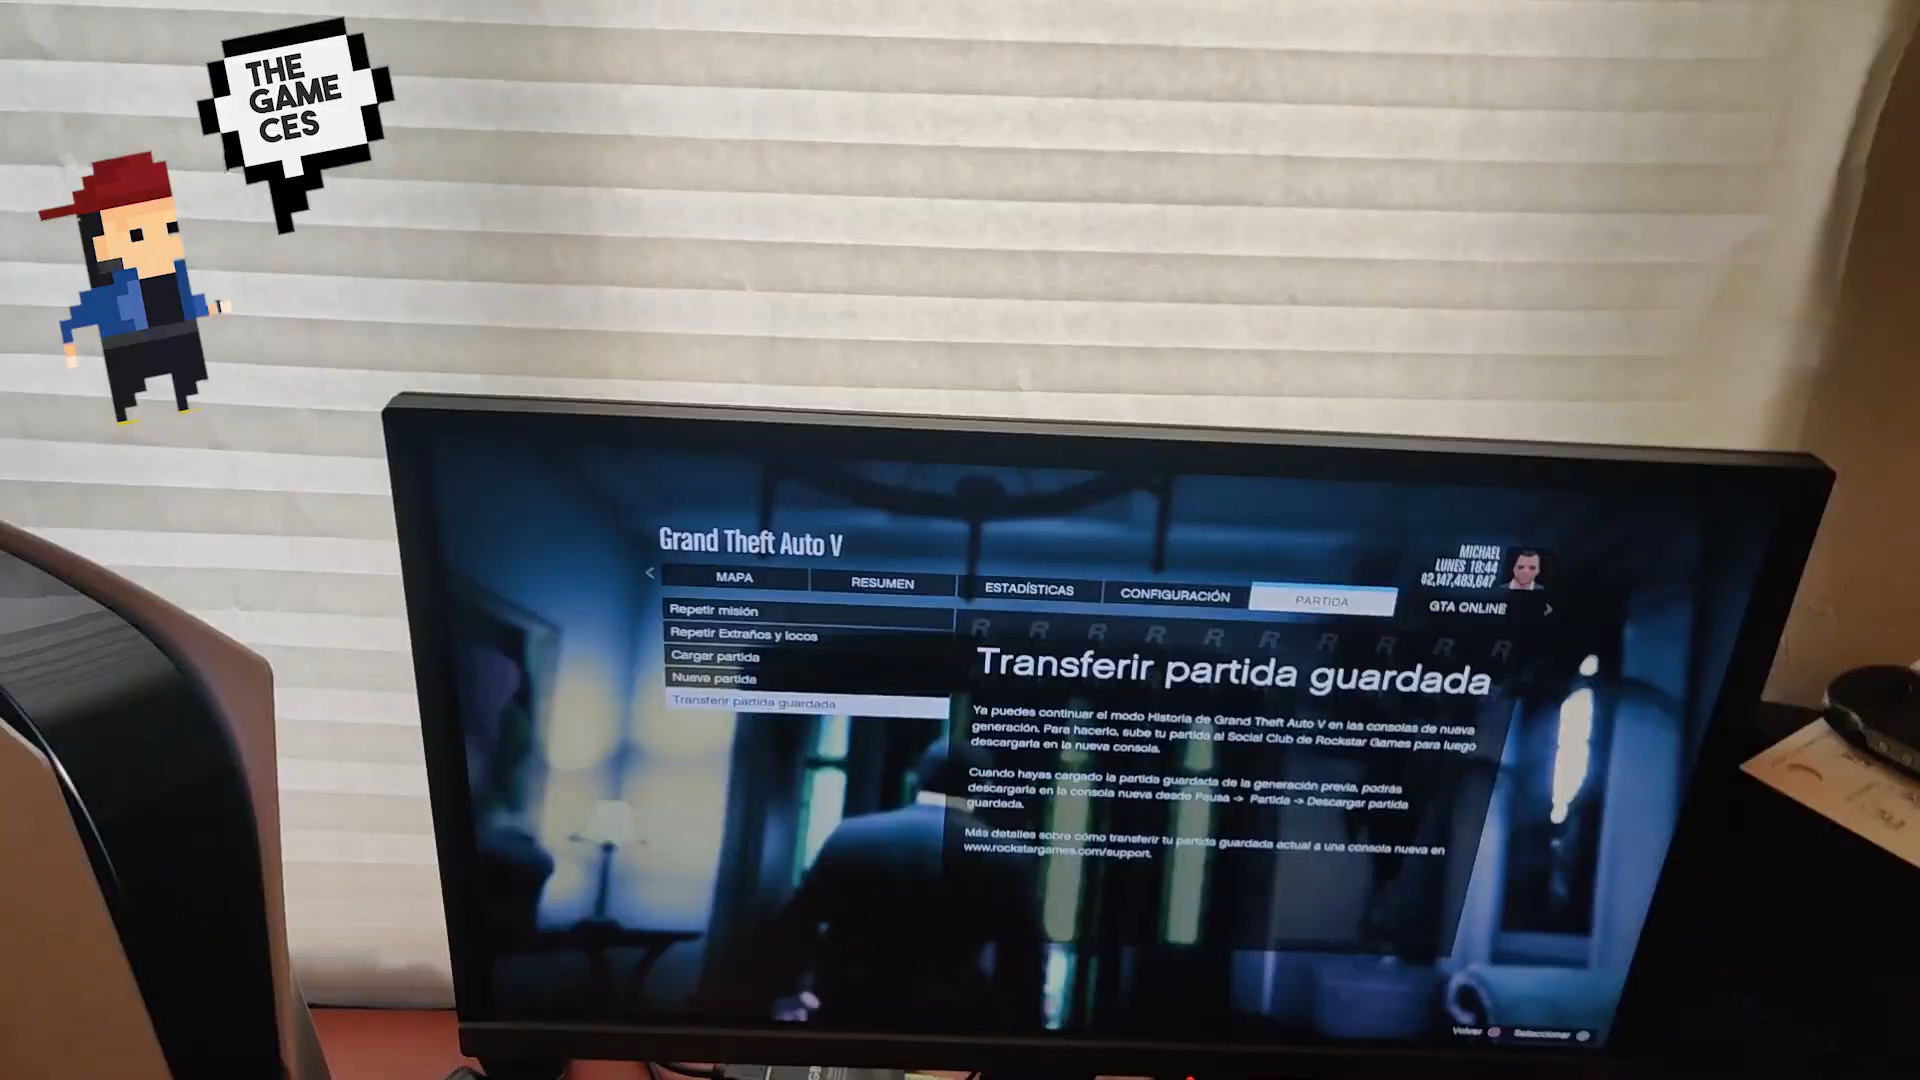 THE
GAME
CES
Grand Theft Auto V
MICHAEL
LUNES 18:44
$2,147,483,647
MAPA
RESUMEN
ESTADÍSTICAS
CONFIGURACIÓN
PARTIDA
GTA ONLINE
Repetir misión
Repetir Extraños y locos
Cargar partida
Nueva partida
Transferir partida guardada
Transferir partida guardada
Ya puedes continuar el modo Historia de Grand Theft Auto V en las consolas de nueva
generación. Para hacerlo, sube tu partida al Social Club de Rockstar Games para luego
descargarla en la nueva consola.
Cuando hayas cargado la partida guardada de la generación previa, podrás
descargarla en la consola nueva desde Pausa -> Partida -> Descargar partida
guardada.
Más detalles sobre cómo transferir tu partida guardada actual a una consola nueva en
www.rockstargames.com/support.
Volver
Seleccionar